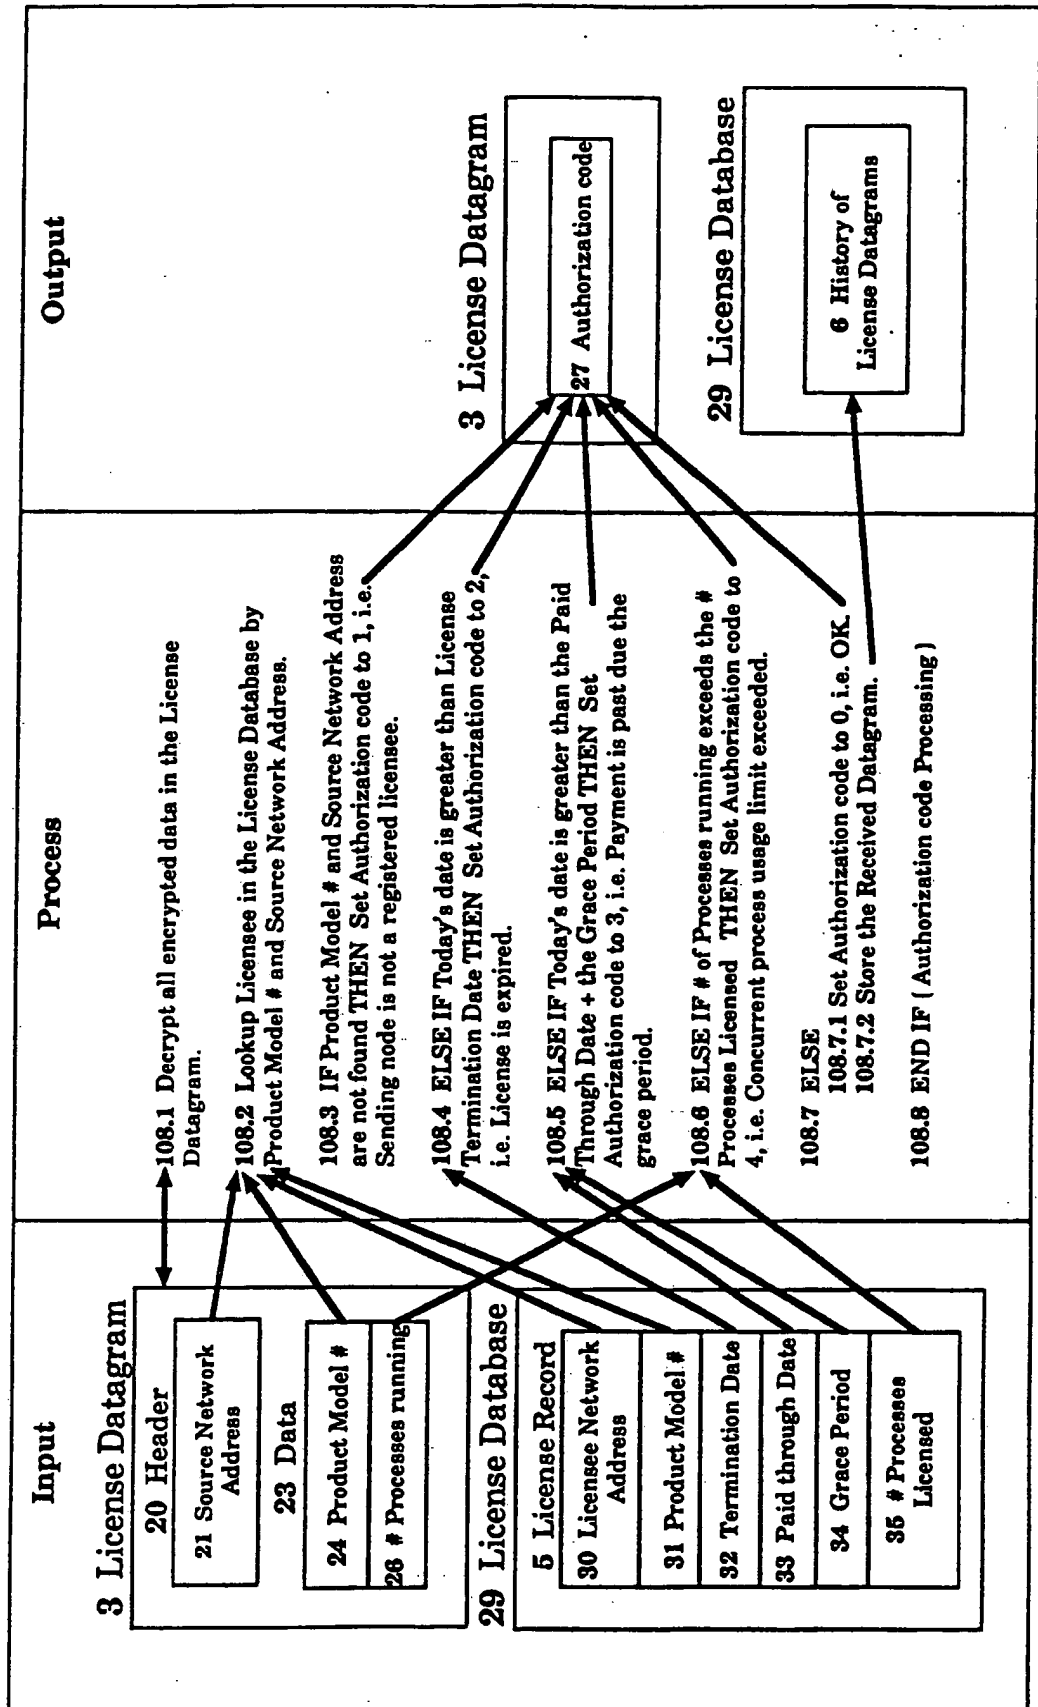 Input
3 License Datagram
20 Header
21 Source Network
Address
23 Data
24 Product Model #
26 # Processes running
29 License Database
5 License Record
30 Licensee Network
Address
31 Product Model #
32 Termination Date
33 Paid through Date
34 Grace Period
35 # Processes
Licensed
Process
108.1 Decrypt all encrypted data in the License
Datagram.
108.2 Lookup Licensee in the License Database by
Product Model # and Source Network Address.
108.3 IF Product Model # and Source Network Address
are not found THEN Set Authorization code to 1, i.e.
Sending node is not a registered licensee.
108.4 ELSE IF Today's date is greater than License
Termination Date THEN Set Authorization code to 2,
i.e. License is expired.
108.5 ELSE IF Today's date is greater than the Paid
Through Date + the Grace Period THEN Set
Authorization code to 3, i.e. Payment is past due the
grace period.
108.6 ELSE IF # of Processes running exceeds the #
Processes Licensed THEN Set Authorization code to
4, i.e. Concurrent process usage limit exceeded.
108.7 ELSE
108.7.1 Set Authorization code to 0, i.e. OK.
108.7.2 Store the Received Datagram.
108.8 END IF ( Authorization code Processing )
Output
3 License Datagram
27 Authorization code
29 License Database
6 History of
License Datagrams